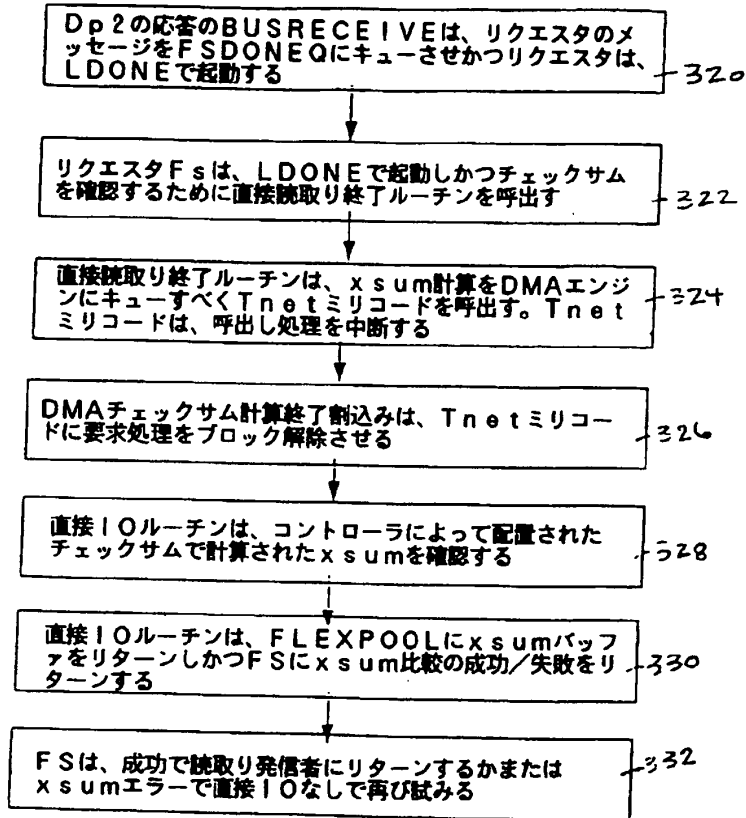 Dp2の応答のBUSRECEIVEは、リクエスタのメ
ッセージをFSDONEQにキューさせかつリクエスタは、
LDONEで起動する
320
リクエスタFsは、LDONEで起動しかつチェックサム
を確認するために直接読取り終了ルーチンを呼出す
322
直接読取り終了ルーチンは、xsum計算をDMAエンジ
ンにキューすべくTnetミリコードを呼出す。Tnet
ミリコードは、呼出し処理を中断する
324
DMAチェックサム計算終了割込みは、Tnetミリコー
ドに要求処理をブロック解除させる
326
直接IOルーチンは、コントローラによって配置された
チェックサムで計算されたxsumを確認する
328
直接IOルーチンは、FLEXPOOLにxsumバッフ
ァをリターンしかつFSにxsum比較の成功/失敗をリ
ターンする
330
FSは、成功で読取り発信者にリターンするかまたは
xsumエラーで直接IOなしで再び試みる
332